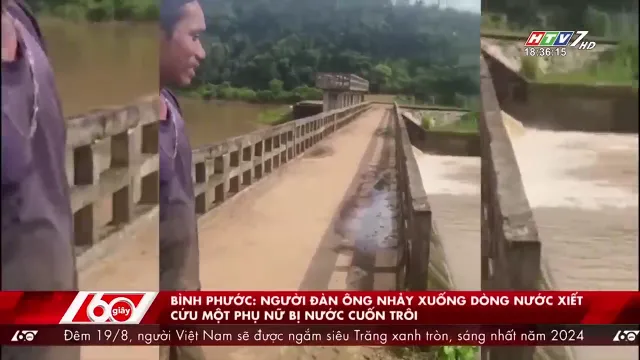 HTV7 HD
18:36:15
60 giây
BÌNH PHƯỚC: NGƯỜI ĐÀN ÔNG NHẢY XUỐNG DÒNG NƯỚC XIẾT
CỨU MỘT PHỤ NỮ BỊ NƯỚC CUỐN TRÔI
Đêm 19/8, người Việt Nam sẽ được ngắm siêu Trăng xanh tròn, sáng nhất năm 2024